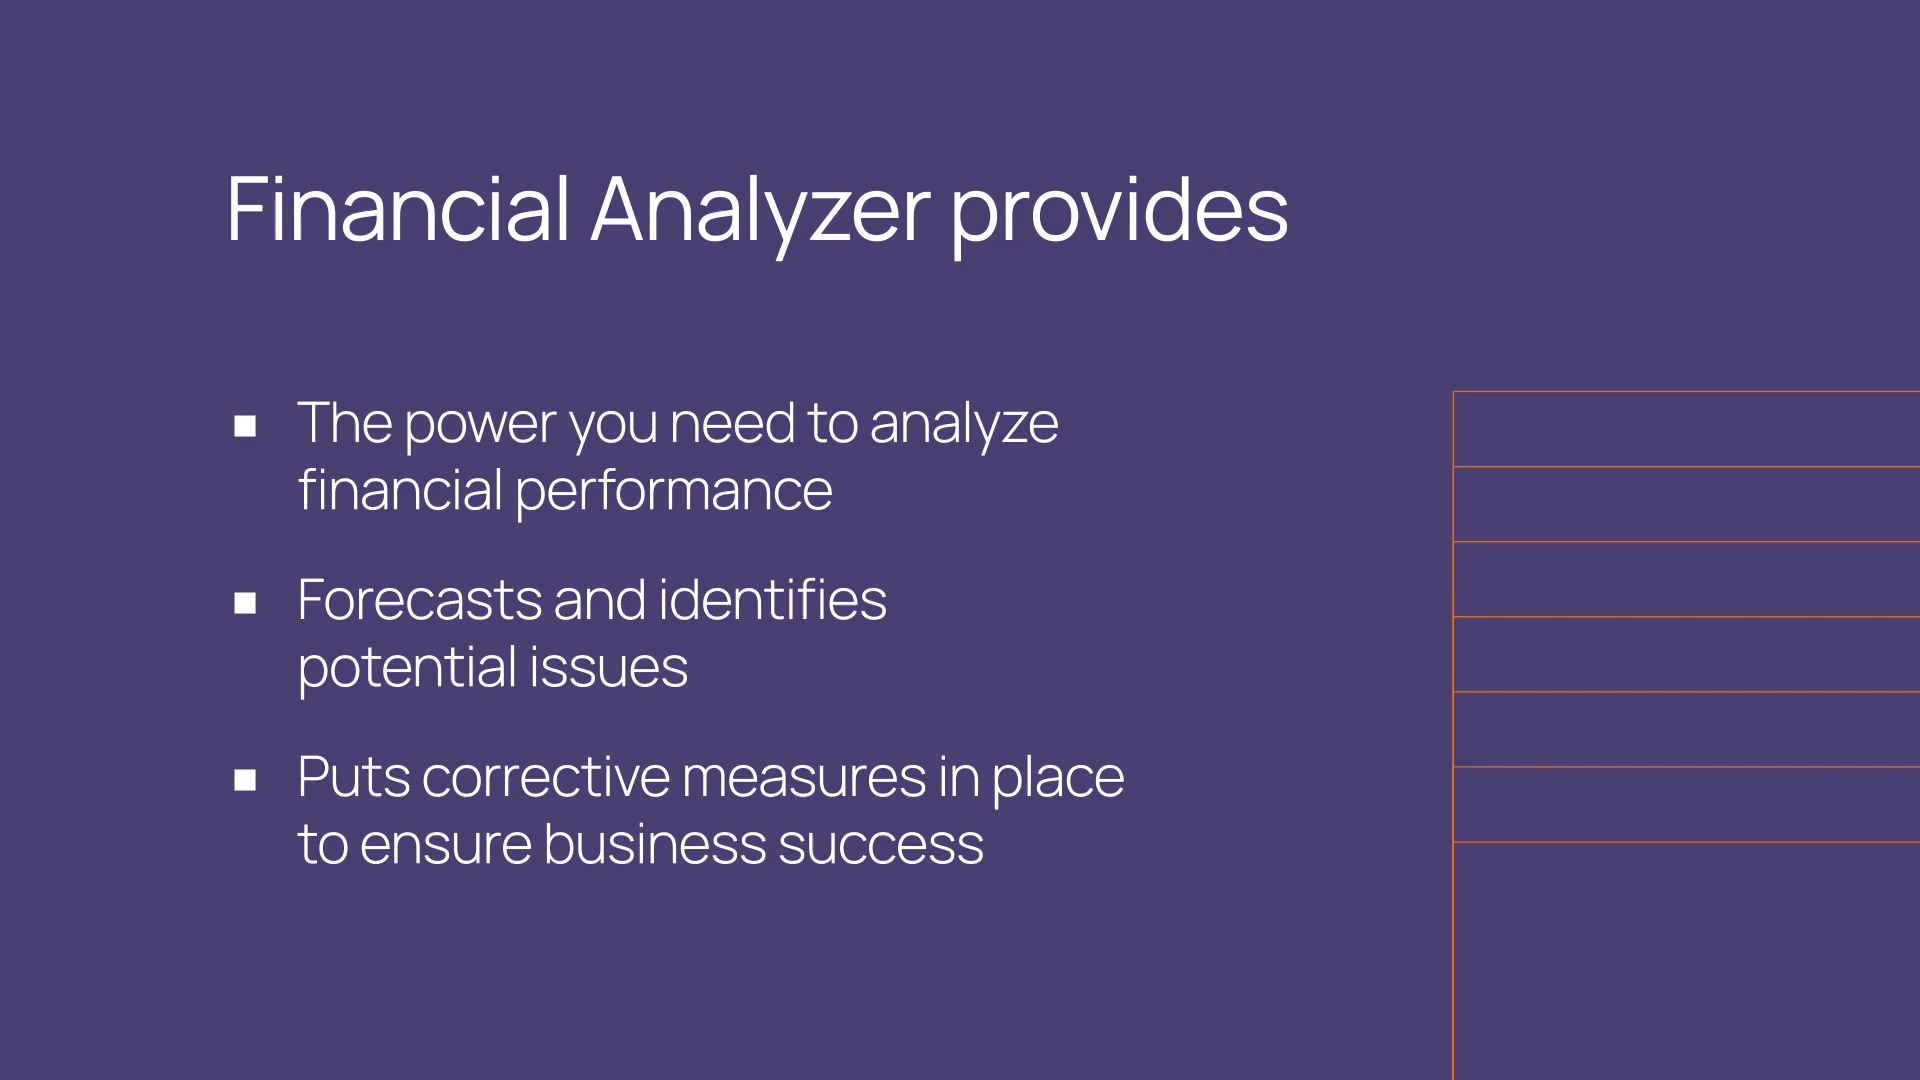 Financial Analyzer provides
■ The power you need to analyze
financial performance
■ Forecasts and identifies
potential issues
■ Puts corrective measures in place
to ensure business success